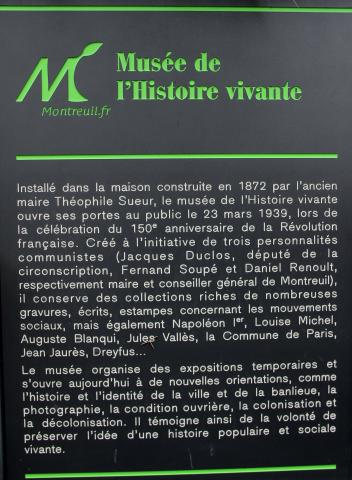 Musée de
l'Histoire vivante
Montreuil.fr
Installé dans la maison construite en 1872 par l'ancien
maire Théophile Sueur, le musée de l'Histoire vivante
ouvre ses portes au public le 23 mars 1939, lors de
la célébration du 150e anniversaire de la Révolution
française. Créé à l'initiative de trois personnalités
communistes (Jacques Duclos, député de la
circonscription, Fernand Soupé et Daniel Renoult,
respectivement maire et conseiller général de Montreuil),
il conserve des collections riches de nombreuses
gravures, écrits, estampes concernant les mouvements
sociaux, mais également Napoléon Ier, Louise Michel,
Auguste Blanqui, Jules Vallès, la Commune de Paris,
Jean Jaurès, Dreyfus...
Le musée organise des expositions temporaires et
s'ouvre aujourd'hui à de nouvelles orientations, comme
l'histoire et l'identité de la ville et de la banlieue, la
photographie, la condition ouvrière, la colonisation et
la décolonisation. Il témoigne ainsi de la volonté de
préserver l'idée d'une histoire populaire et sociale
vivante.